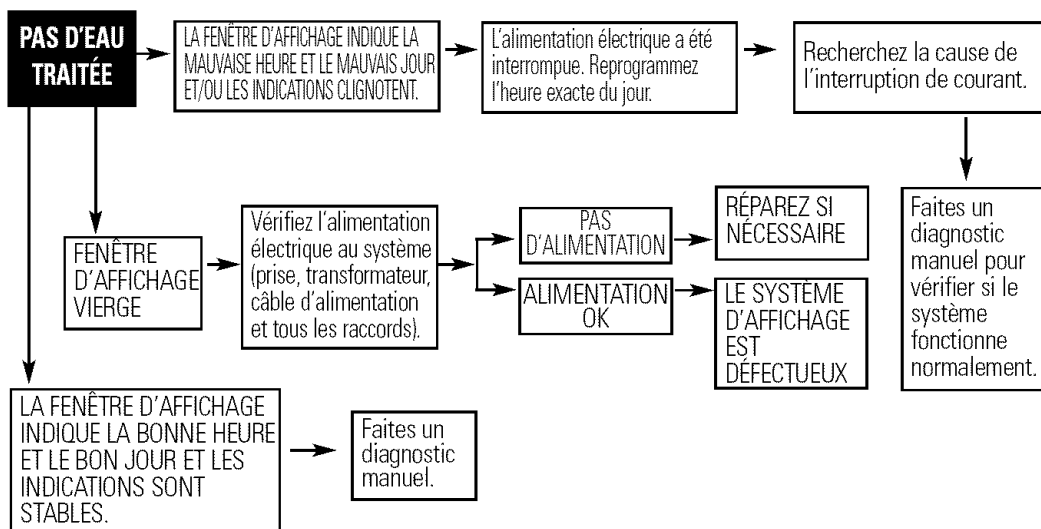 PAS D'EAU
TRAITÉE
LA FENÊTRE D'AFFICHAGE INDIQUE LA
MAUVAISE HEURE ET LE MAUVAIS JOUR
ET/OU LES INDICATIONS CLIGNOTENT.
L'alimentation électrique a été
interrompue. Reprogrammez
l'heure exacte du jour.
Recherchez la cause de
l'interruption de courant.
Faites un
diagnostic
manuel pour
vérifier si le
système
fonctionne
normalement.
FENÊTRE
D'AFFICHAGE
VIERGE
Vérifiez l'alimentation
électrique au système
(prise, transformateur,
câble d'alimentation
et tous les raccords).
PAS
D'ALIMENTATION
RÉPAREZ SI
NÉCESSAIRE
ALIMENTATION
OK
LE SYSTÈME
D'AFFICHAGE
EST
DÉFECTUEUX
LA FENÊTRE D'AFFICHAGE
INDIQUE LA BONNE HEURE
ET LE BON JOUR ET LES
INDICATIONS SONT
STABLES.
Faites un
diagnostic
manuel.